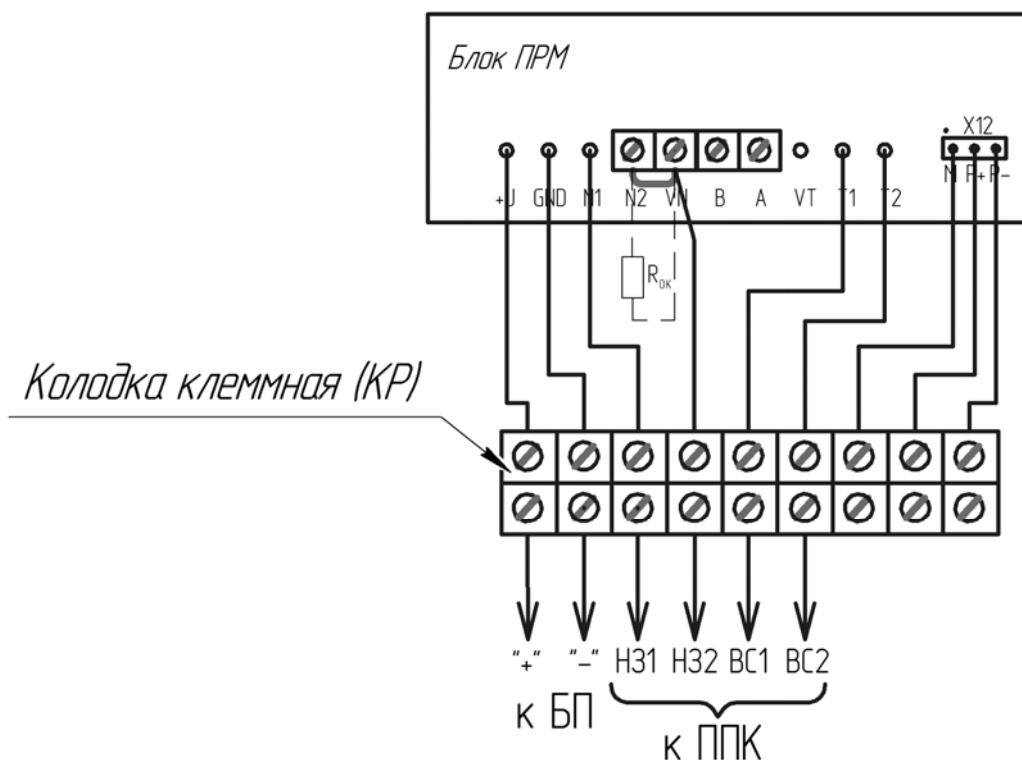 Блок ПРМ
X12
+U GND N1 N2 VN B A VT T1 T2 M P+ P-
Rок
Колодка клеммная (КР)
"+" "–" НЗ1 НЗ2 ВС1 ВС2
к БП
к ППК